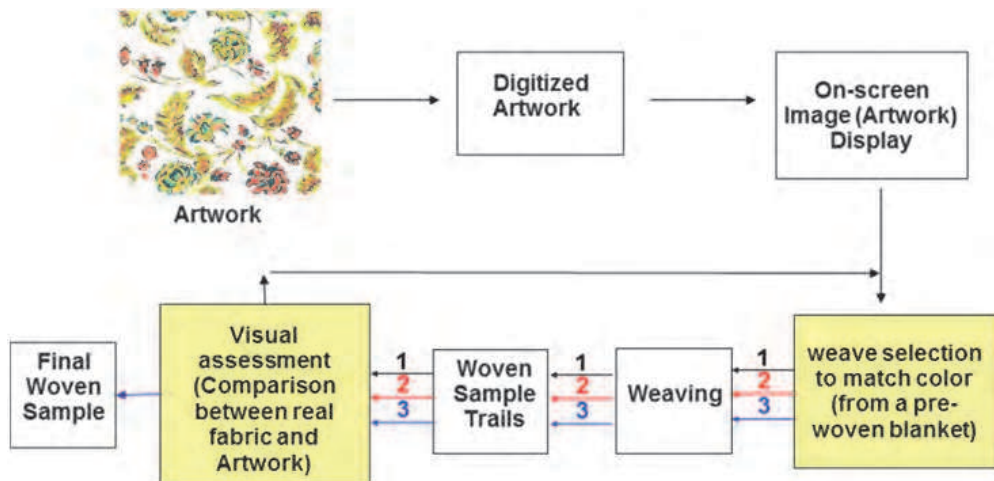 Artwork
Digitized
Artwork
On-screen
Image (Artwork)
Display
weave selection
to match color
(from a pre-
woven blanket)
1
2
3
Weaving
1
2
3
Woven
Sample
Trails
1
2
3
Visual
assessment
(Comparison
between real
fabric and
Artwork)
Final
Woven
Sample